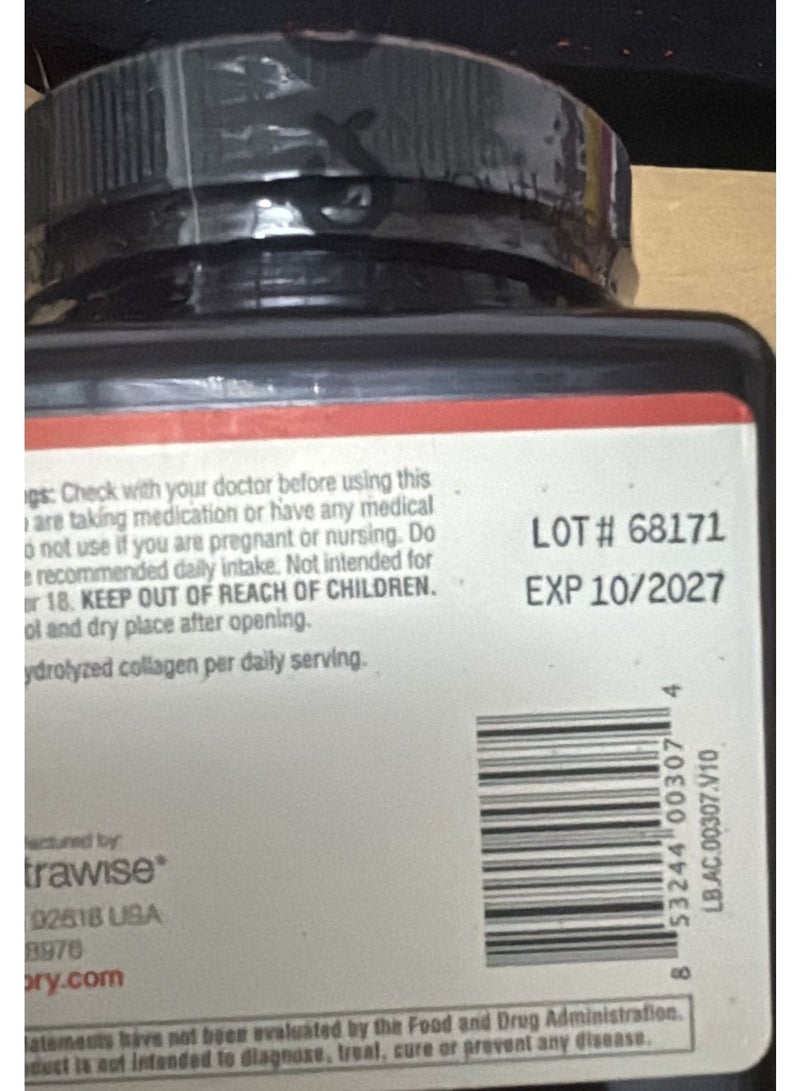 gs: Check with your doctor before using this
are taking medication or have any medical
o not use if you are pregnant or nursing. Do
e recommended daily intake. Not intended for
er 18. KEEP OUT OF REACH OF CHILDREN.
ol and dry place after opening.
ydrolyzed collagen per daily serving.
LOT# 68171
EXP 10/2027
8 53244 00307 4
LB.AC.00307.V10
actured by:
trawise®
92618 USA
8976
ory.com
atements have not been evaluated by the Food and Drug Administration.
duct is not intended to diagnose, treat, cure or prevent any disease.